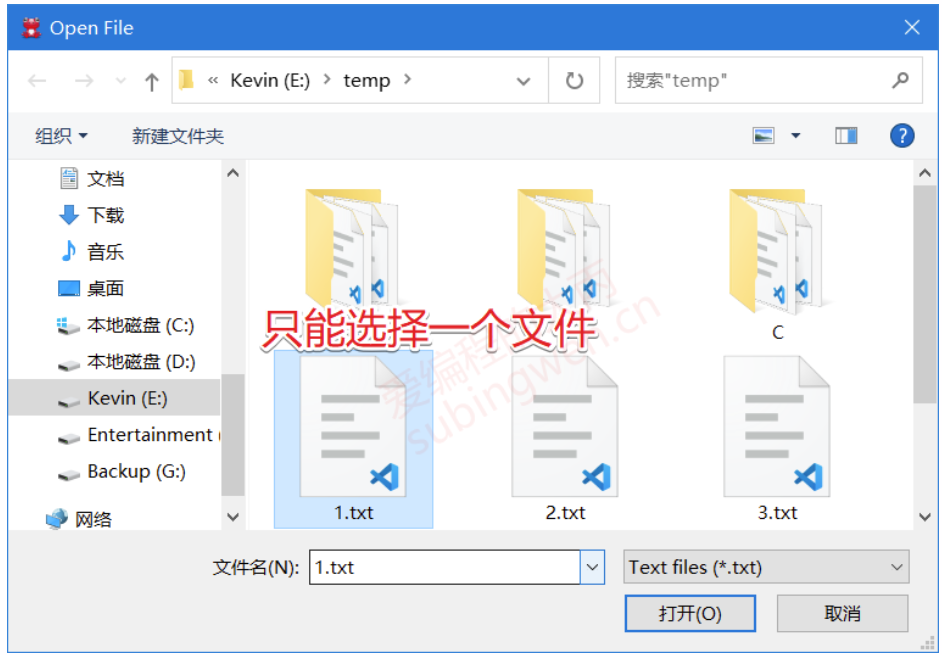 Open File
« Kevin (E:) > temp >
搜索"temp"
组织
新建文件夹
文档
下载
音乐
桌面
本地磁盘 (C:)
本地磁盘 (D:)
Kevin (E:)
Entertainment (
Backup (G:)
网络
C
只能选择一个文件
爱编程的大丙
subingwen.cn
1.txt
2.txt
3.txt
文件名(N): 1.txt
Text files (*.txt)
打开(O)
取消